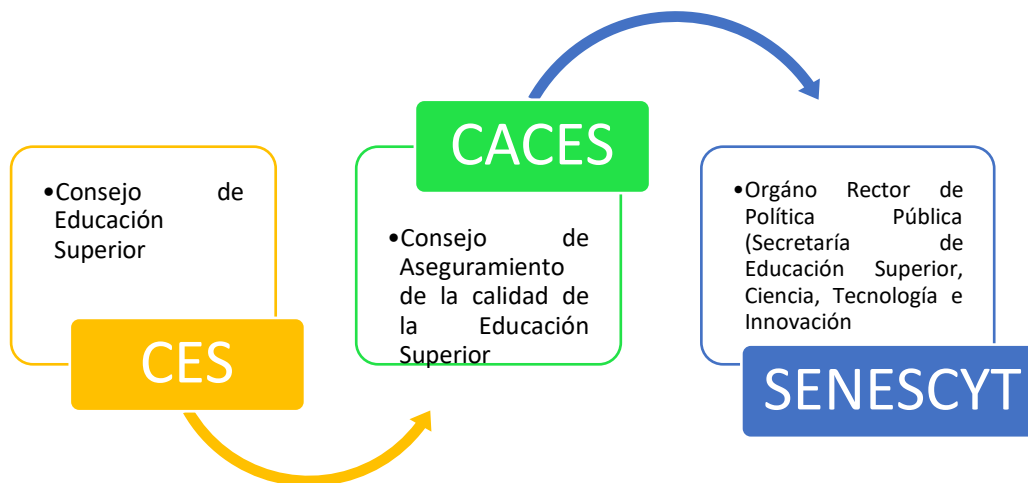 •Consejo de
Educación
Superior
CES
CACES
•Consejo de
Aseguramiento
de la calidad de
la Educación
Superior
•Orgáno Rector de
Política Pública
(Secretaría de
Educación Superior,
Ciencia, Tecnología e
Innovación
SENESCYT